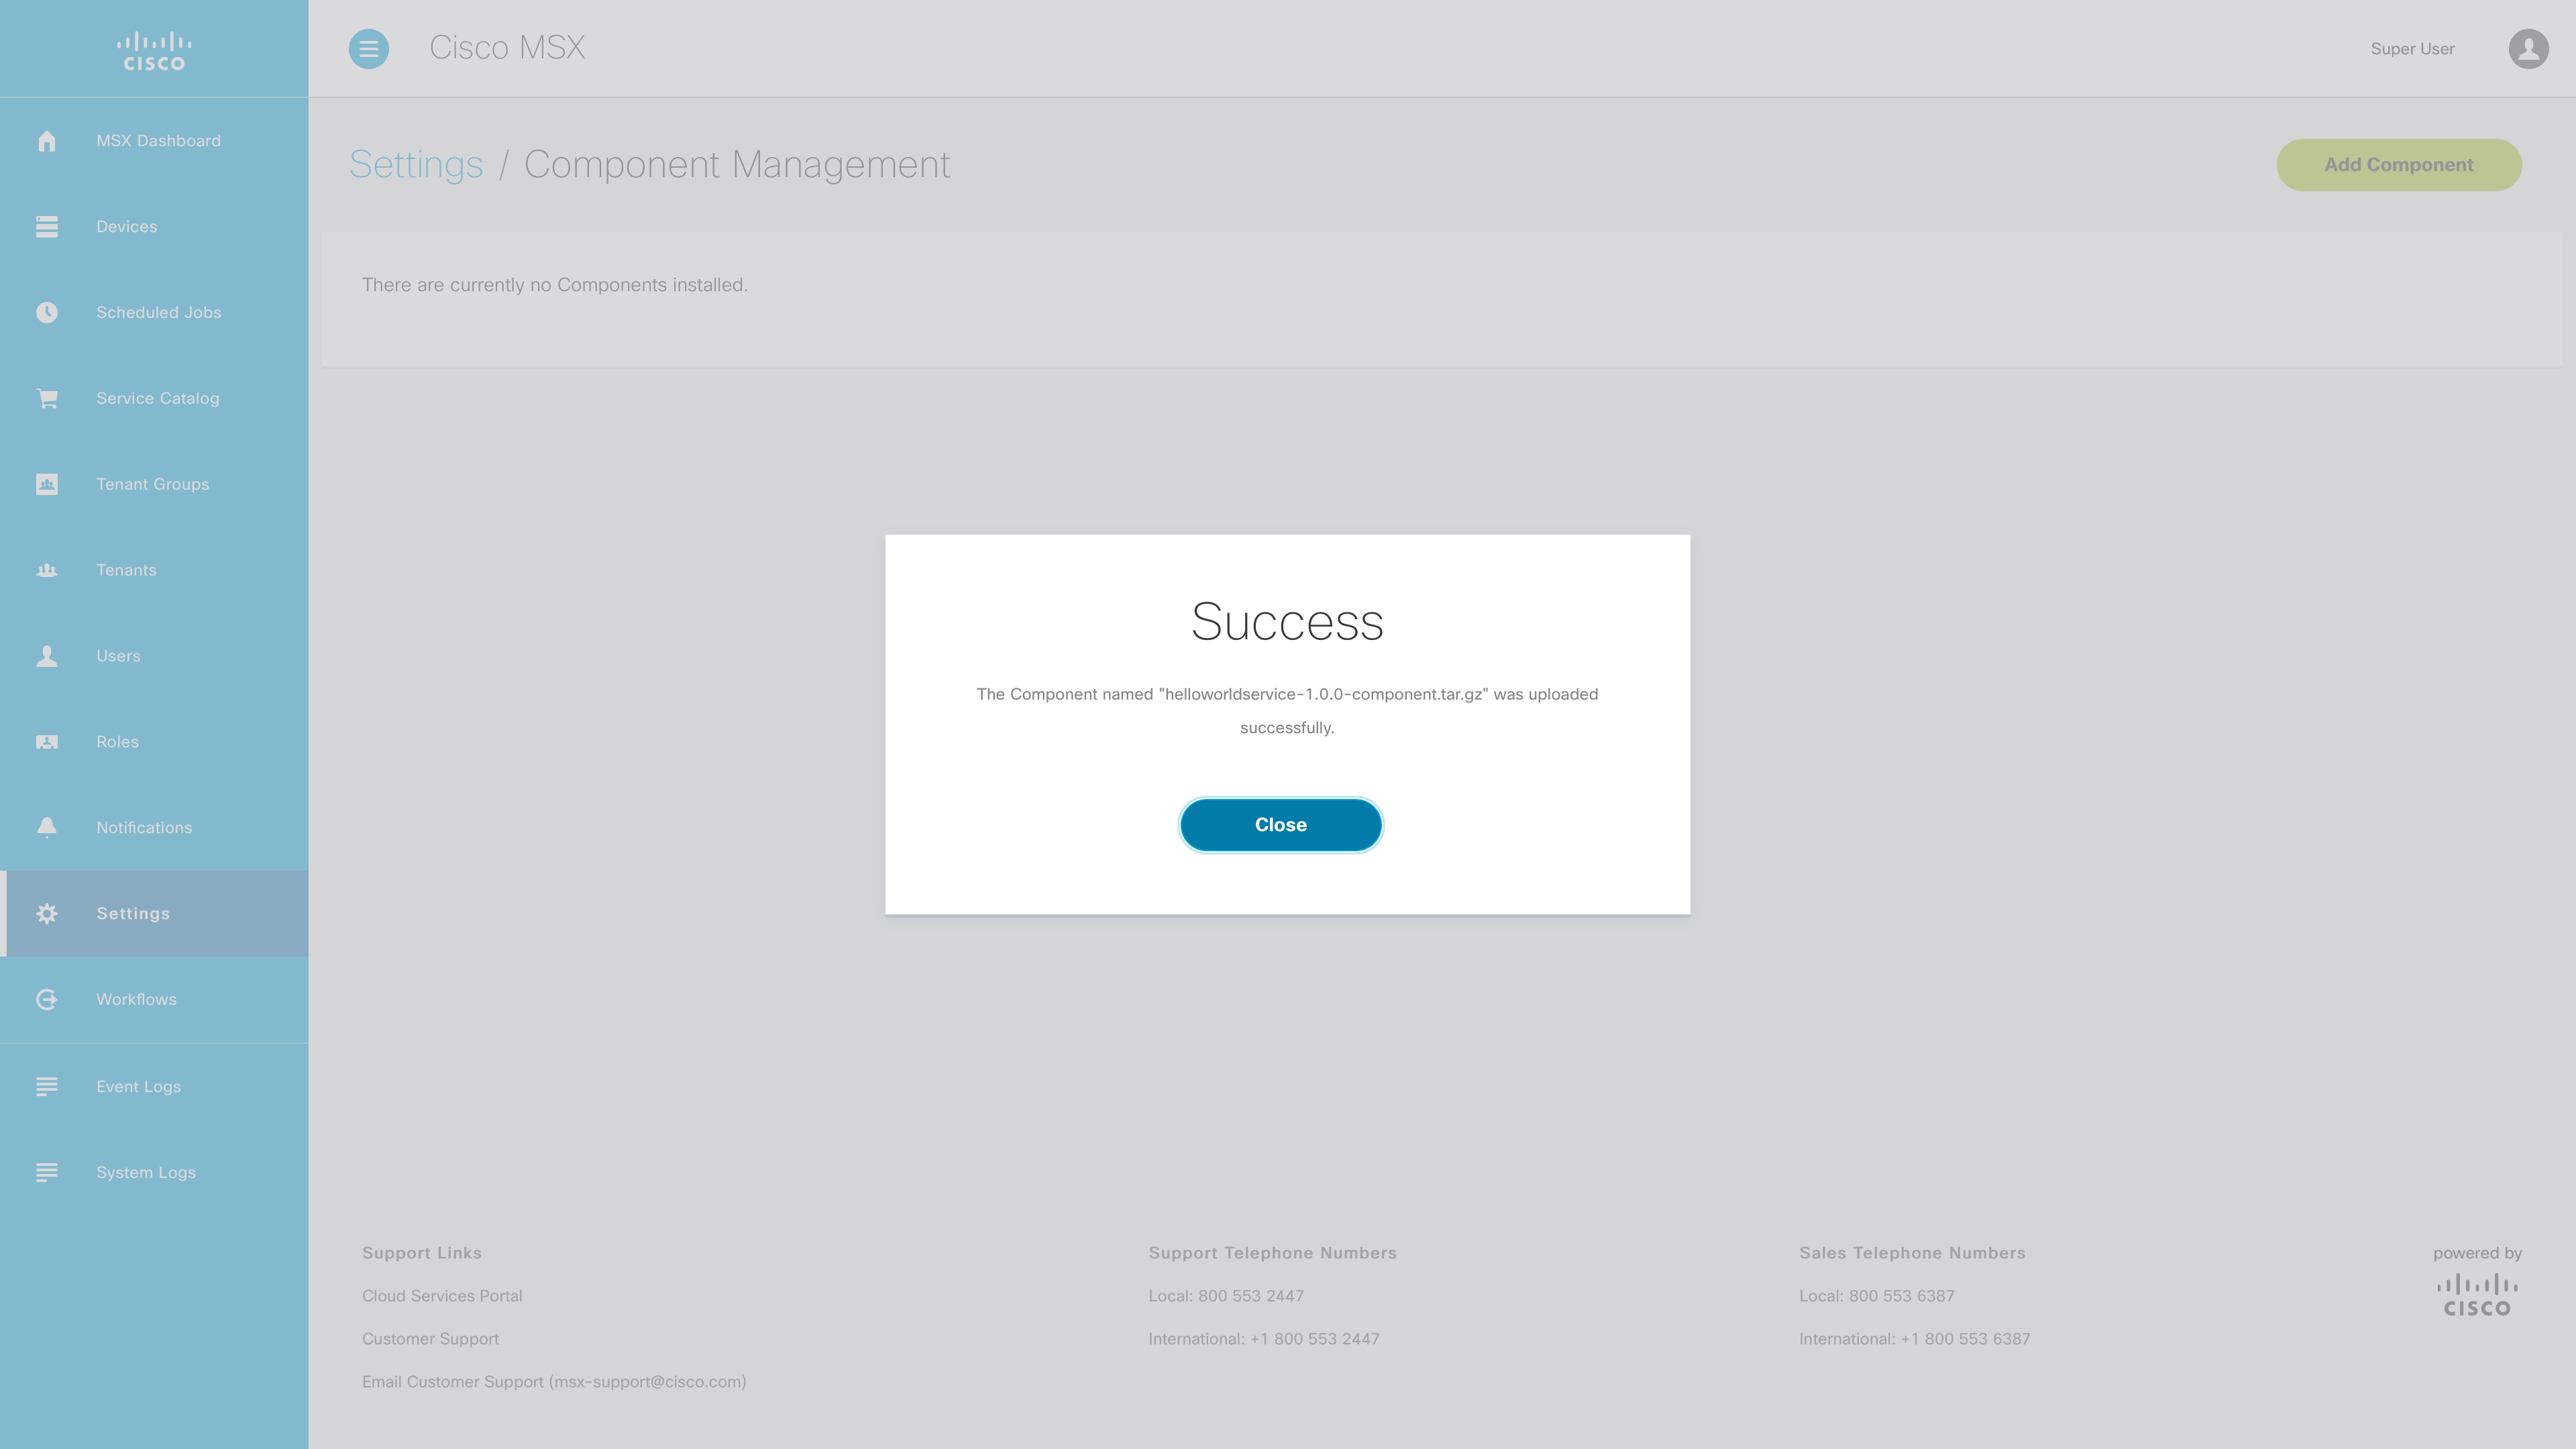 CISCO
Cisco MSX
Super User
MSX Dashboard
Devices
Scheduled Jobs
Service Catalog
Tenant Groups
Tenants
Users
Roles
Notifications
Settings
Workflows
Event Logs
System Logs
Settings / Component Management
Add Component
There are currently no Components installed.
Success
The Component named "helloworldservice-1.0.0-component.tar.gz" was uploaded
successfully.
Close
Support Links
Cloud Services Portal
Customer Support
Email Customer Support (msx-support@cisco.com)
Support Telephone Numbers
Local: 800 553 2447
International: +1 800 553 2447
Sales Telephone Numbers
Local: 800 553 6387
International: +1 800 553 6387
powered by
CISCO